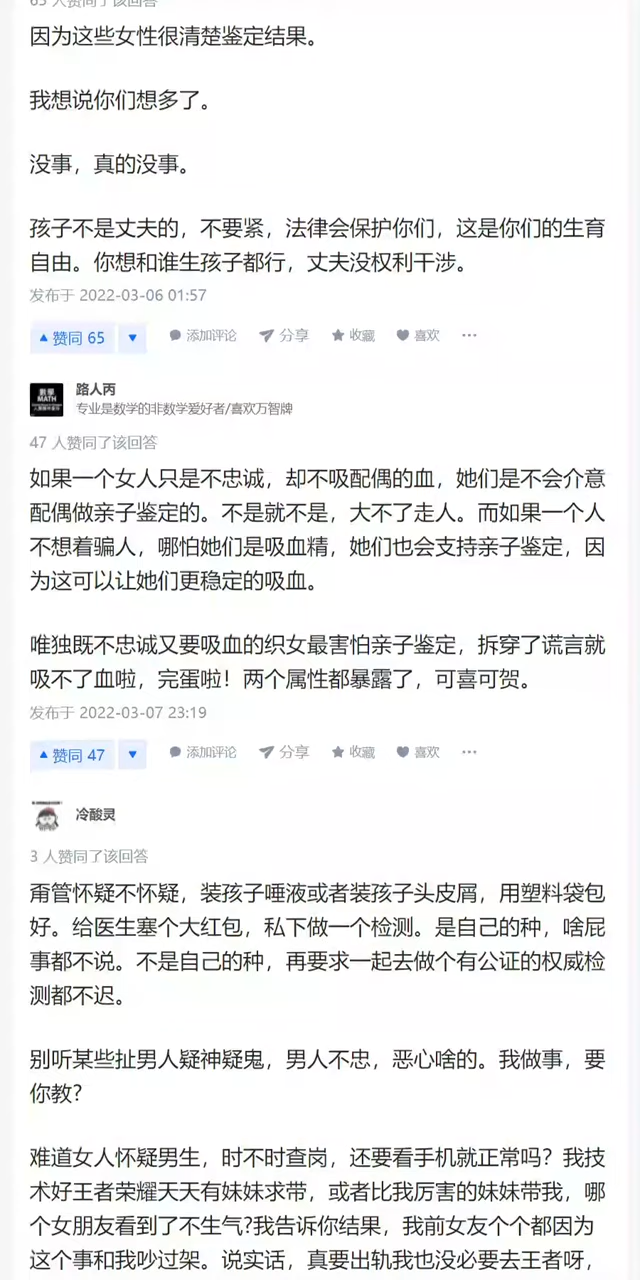 65 人赞同了该回答
因为这些女性很清楚鉴定结果。
我想说你们想多了。
没事，真的没事。
孩子不是丈夫的，不要紧，法律会保护你们，这是你们的生育
自由。你想和谁生孩子都行，丈夫没权利干涉。
发布于 2022-03-06 01:57
赞同 65 添加评论 分享 收藏 喜欢 ···
数学
MATH
路人丙
专业是数学的非数学爱好者/喜欢万智牌
47 人赞同了该回答
如果一个女人只是不忠诚，却不吸配偶的血，她们是不会介意
配偶做亲子鉴定的。不是就不是，大不了走人。而如果一个人
不想着骗人，哪怕她们是吸血精，她们也会支持亲子鉴定，因
为这可以让她们更稳定的吸血。
唯独既不忠诚又要吸血的织女最害怕亲子鉴定，拆穿了谎言就
吸不了血啦，完蛋啦！两个属性都暴露了，可喜可贺。
发布于 2022-03-07 23:19
赞同 47 添加评论 分享 收藏 喜欢 ···
冷酸灵
3 人赞同了该回答
甭管怀疑不怀疑，装孩子唾液或者装孩子头皮屑，用塑料袋包
好。给医生塞个大红包，私下做一个检测。是自己的种，啥屁
事都不说。不是自己的种，再要求一起去做个有公证的权威检
测都不迟。
别听某些扯男人疑神疑鬼，男人不忠，恶心啥的。我做事，要
你教?
难道女人怀疑男生，时不时查岗，还要看手机就正常吗？我技
术好王者荣耀天天有妹妹求带，或者比我厉害的妹妹带我，哪
个女朋友看到了不生气?我告诉你结果，我前女友个个都因为
这个事和我吵过架。说实话，真要出轨我也没必要去王者呀，